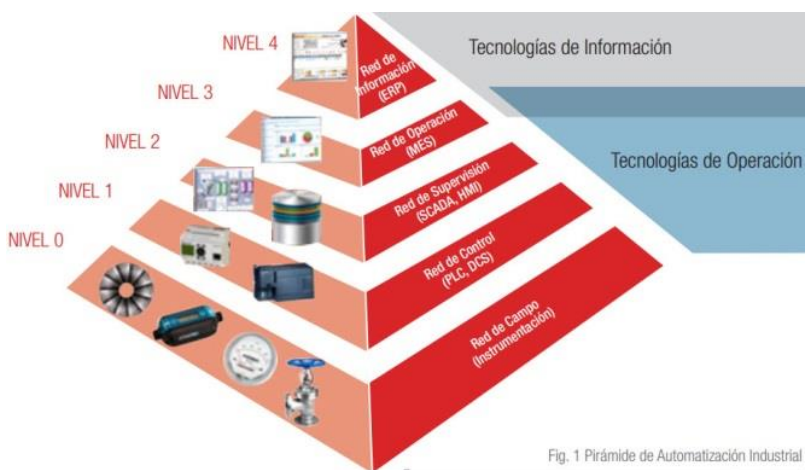 NIVEL 4
NIVEL 3
NIVEL 2
NIVEL 1
NIVEL 0
Red de
Información
(ERP)
Red de Operación
(MES)
Red de Supervisión
(SCADA, HMI)
Red de Control
(PLC, DCS)
Red de Campo
(Instrumentación)
Tecnologías de Información
Tecnologías de Operación
Fig. 1 Pirámide de Automatización Industrial